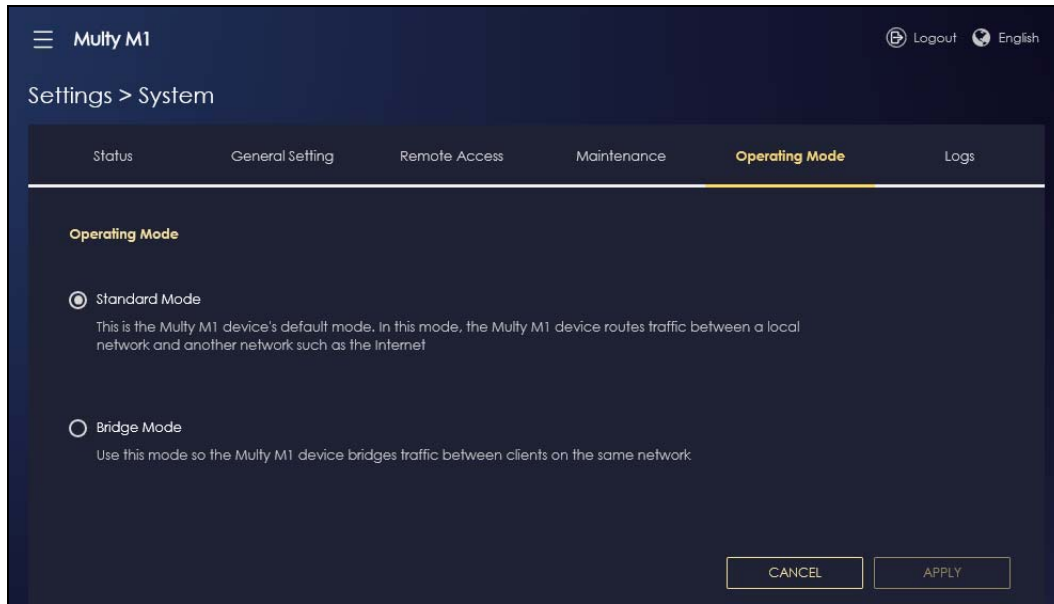 Multy M1
Logout English
Settings > System
Status General Setting Remote Access Maintenance Operating Mode Logs
Operating Mode
Standard Mode
This is the Multy M1 device's default mode. In this mode, the Multy M1 device routes traffic between a local
network and another network such as the Internet
Bridge Mode
Use this mode so the Multy M1 device bridges traffic between clients on the same network
CANCEL APPLY